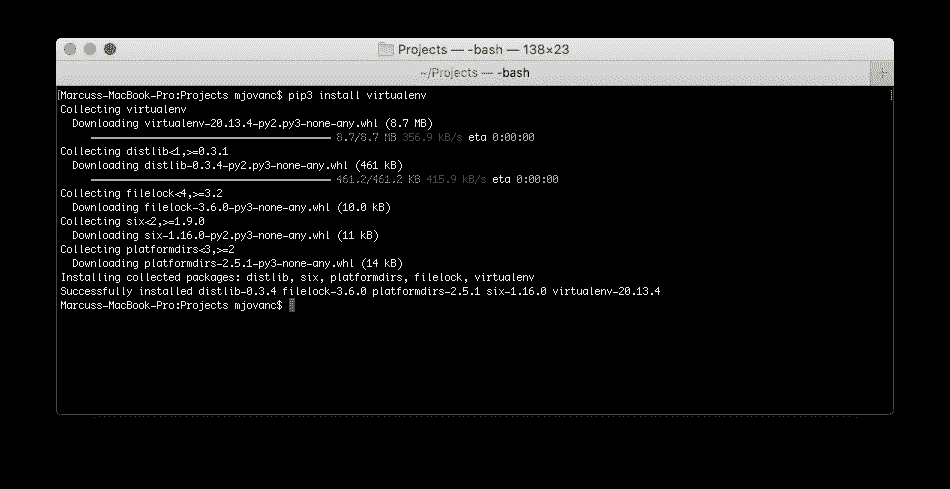 Projects — -bash — 138×23
~/Projects — -bash
Marcuss-MacBook-Pro:Projects mjovanc$ pip3 install virtualenv
Collecting virtualenv
Downloading virtualenv-20.13.4-py2.py3-none-any.whl (8.7 MB)
8.7/8.7 MB 356.9 kB/s eta 0:00:00
Collecting distlib<1,>=0.3.1
Downloading distlib-0.3.4-py2.py3-none-any.whl (461 kB)
461.2/461.2 KB 415.9 kB/s eta 0:00:00
Collecting filelock<4,>=3.2
Downloading filelock-3.6.0-py3-none-any.whl (10.0 kB)
Collecting six<2,>=1.9.0
Downloading six-1.16.0-py2.py3-none-any.whl (11 kB)
Collecting platformdirs<3,>=2
Downloading platformdirs-2.5.1-py3-none-any.whl (14 kB)
Installing collected packages: distlib, six, platformdirs, filelock, virtualenv
Successfully installed distlib-0.3.4 filelock-3.6.0 platformdirs-2.5.1 six-1.16.0 virtualenv-20.13.4
Marcuss-MacBook-Pro:Projects mjovanc$